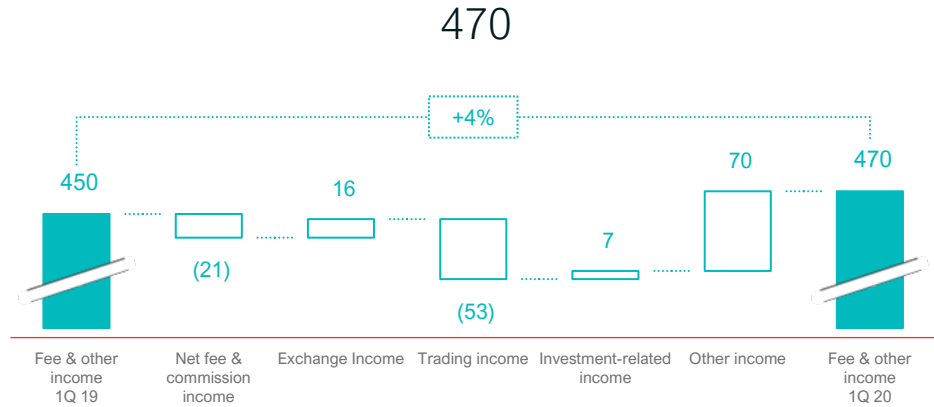 470
+4%
450
16
70
470
7
(21)
(53)
Fee & other
income
1Q 19
Net fee &
commission
income
Exchange Income
Trading income
Investment-related
income
Other income
Fee & other
income
1Q 20